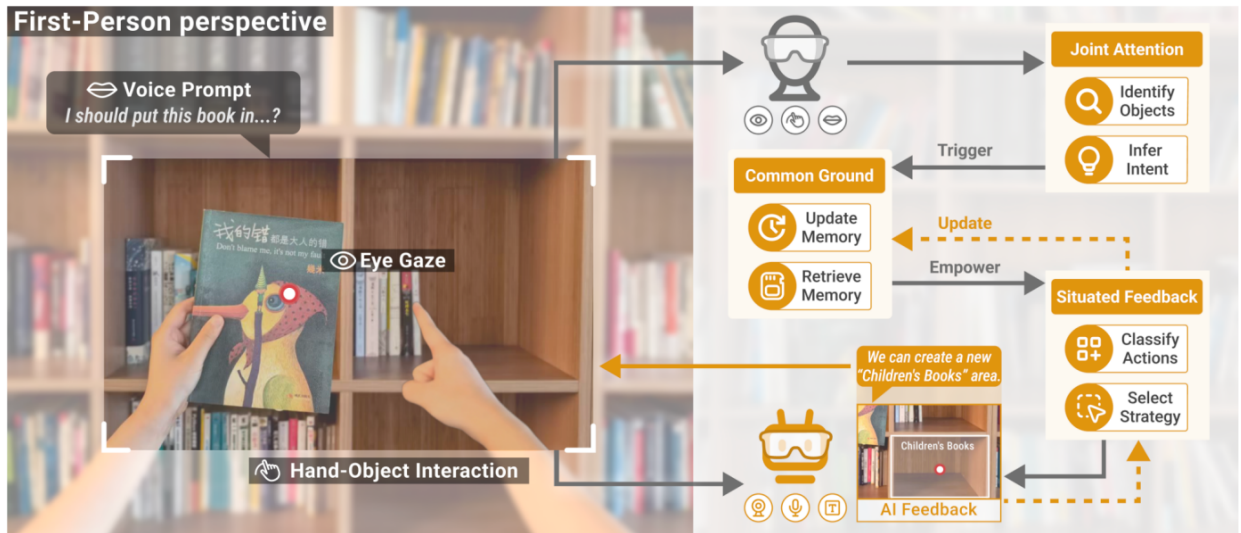 First-Person perspective
Voice Prompt
I should put this book in...?
我的錯都是大人的錯
Don't blame me, it's not my
Eye Gaze
幾
Hand-Object Interaction
Joint Attention
Identify
Objects
Infer
Intent
Trigger
Common Ground
Update
Memory
Retrieve
Memory
Update
Empower
Situated Feedback
Classify
Actions
Select
Strategy
We can create a new
"Children's Books" area.
Children's Books
T
AI Feedback